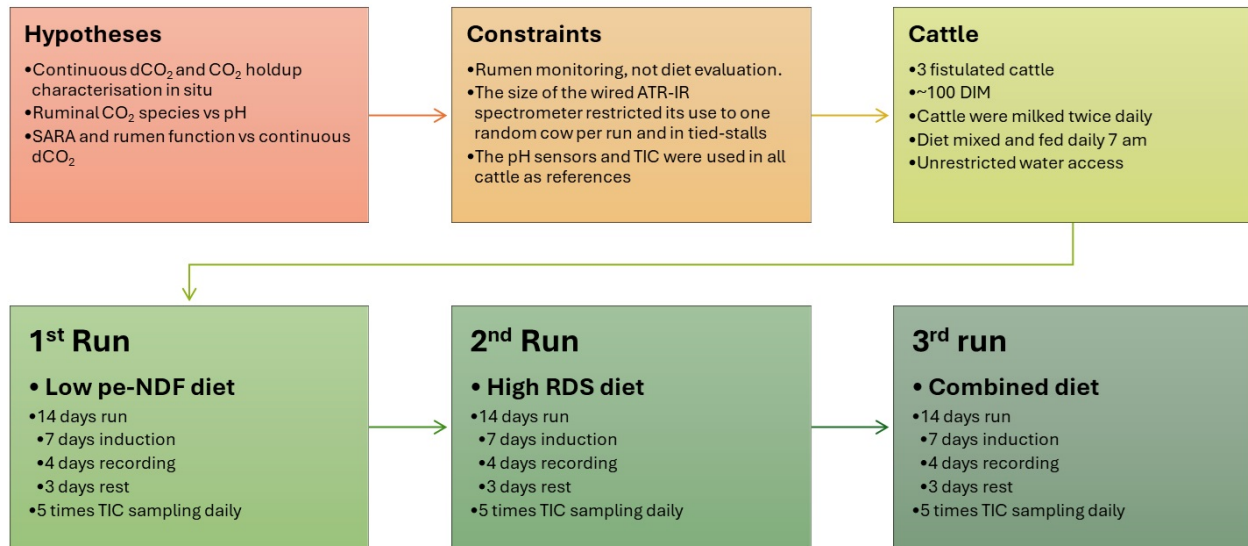 Hypotheses
•Continuous dCO₂ and CO₂ holdup
characterisation in situ
•Ruminal CO₂ species vs pH
•SARA and rumen function vs continuous
dCO₂
Constraints
•Rumen monitoring, not diet evaluation.
•The size of the wired ATR-IR
spectrometer restricted its use to one
random cow per run and in tied-stalls
•The pH sensors and TIC were used in all
cattle as references
Cattle
•3 fistulated cattle
•~100 DIM
•Cattle were milked twice daily
•Diet mixed and fed daily 7 am
•Unrestricted water access
1st Run
• Low pe-NDF diet
•14 days run
•7 days induction
•4 days recording
•3 days rest
•5 times TIC sampling daily
2nd Run
• High RDS diet
•14 days run
•7 days induction
•4 days recording
•3 days rest
•5 times TIC sampling daily
3rd run
• Combined diet
•14 days run
•7 days induction
•4 days recording
•3 days rest
•5 times TIC sampling daily